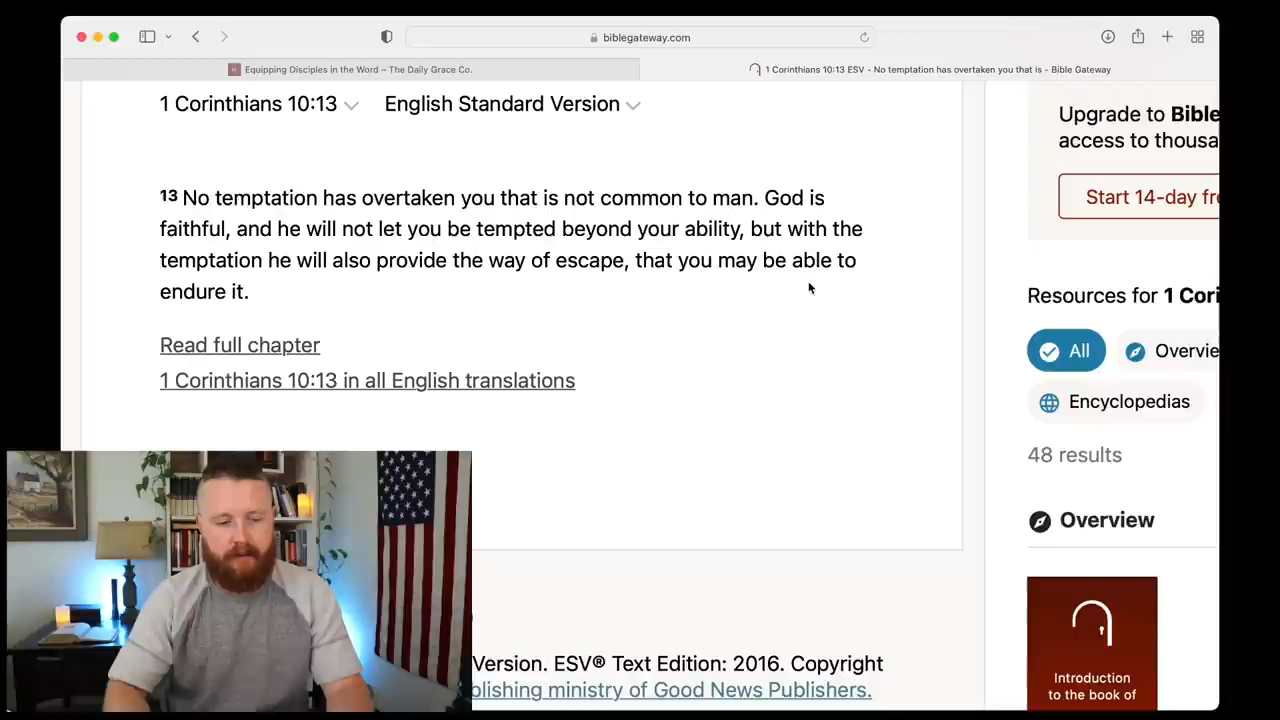 biblegateway.com
Equipping Disciples in the Word – The Daily Grace Co.
1 Corinthians 10:13 ESV - No temptation has overtaken you that is - Bible Gateway
1 Corinthians 10:13
English Standard Version
13 No temptation has overtaken you that is not common to man. God is
faithful, and he will not let you be tempted beyond your ability, but with the
temptation he will also provide the way of escape, that you may be able to
endure it.
Read full chapter
1 Corinthians 10:13 in all English translations
Version. ESV® Text Edition: 2016. Copyright
blishing ministry of Good News Publishers.
Upgrade to Bible
access to thousa
Start 14-day fre
Resources for 1 Cori
All
Overvie
Encyclopedias
48 results
Overview
Introduction
to the book of